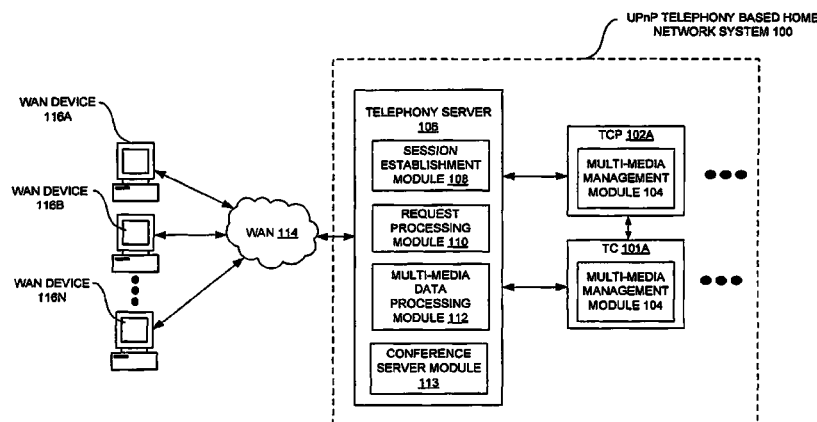 UPnP TELEPHONY BASED HOME
NETWORK SYSTEM 100
WAN DEVICE
116A
WAN DEVICE
116B
WAN DEVICE
116N
WAN 114
TELEPHONY SERVER
106
SESSION
ESTABLISHMENT
MODULE 108
REQUEST
PROCESSING
MODULE 110
MULTI-MEDIA
DATA
PROCESSING
MODULE 112
CONFERENCE
SERVER MODULE
113
TCP 102A
MULTI-MEDIA
MANAGEMENT
MODULE 104
TC 101A
MULTI-MEDIA
MANAGEMENT
MODULE 104